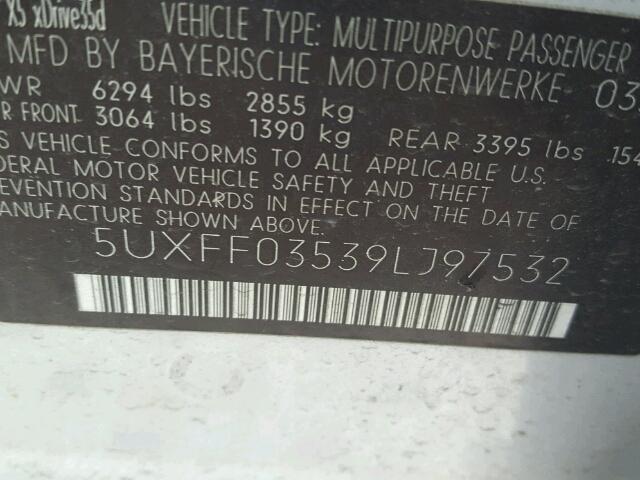 X5 xDrive35d
VEHICLE TYPE: MULTIPURPOSE PASSENGER
MFD BY BAYERISCHE MOTORENWERKE 03
WR 6294 lbs 2855 kg
R FRONT 3064 lbs 1390 kg REAR 3395 lbs 154
S VEHICLE CONFORMS TO ALL APPLICABLE U.S.
DERAL MOTOR VEHICLE SAFETY AND THEFT
EVENTION STANDARDS IN EFFECT ON THE DATE OF
ANUFACTURE SHOWN ABOVE.
5UXFF03539LJ97532